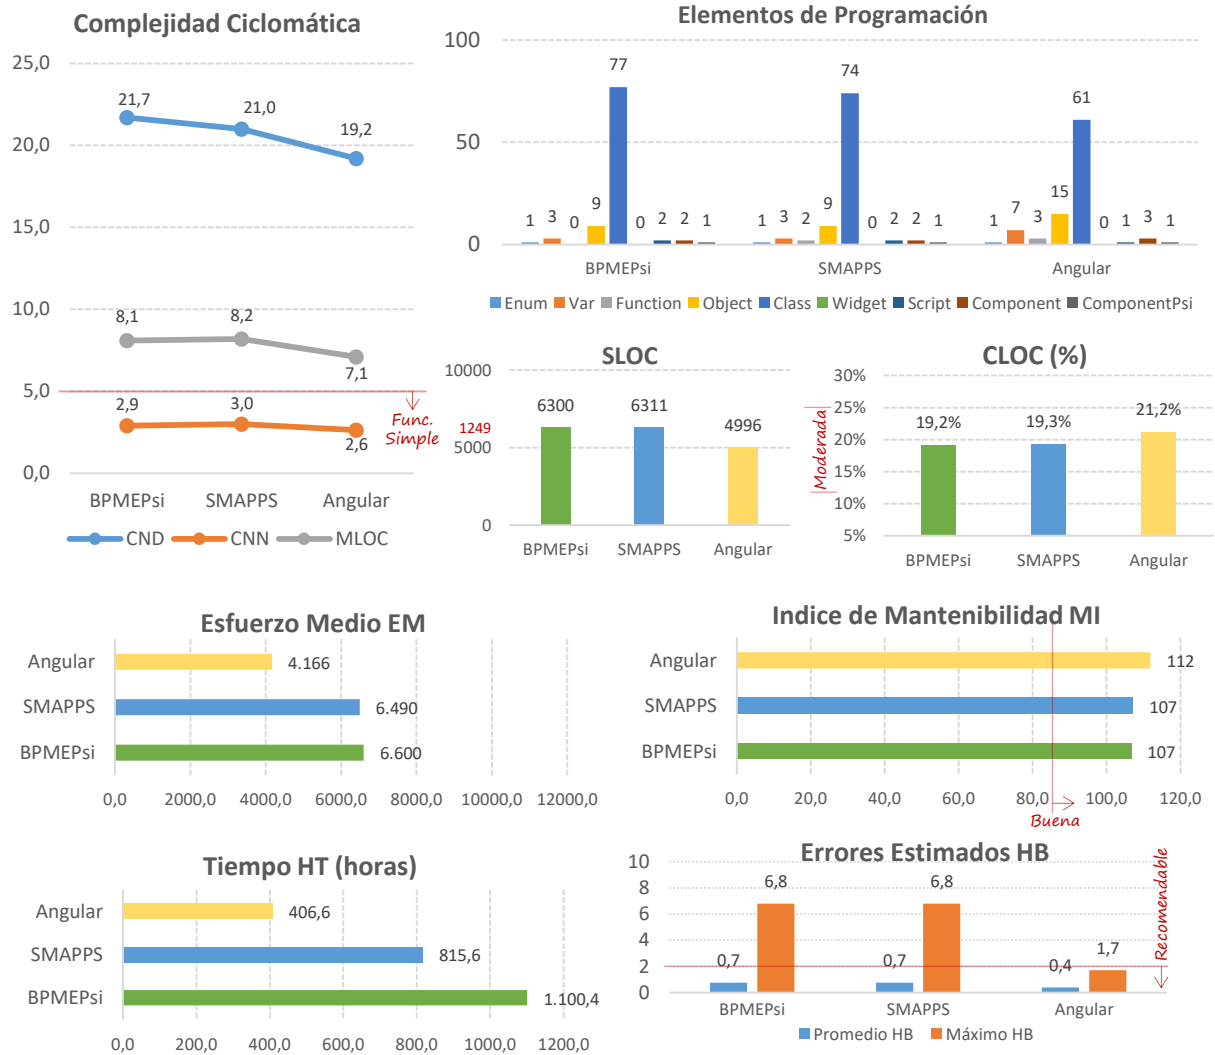 Complejidad Ciclomática
25,0
20,0
15,0
10,0
5,0
0,0
21,7
21,0
19,2
8,1
8,2
7,1
2,9
3,0
2,6
Func.
Simple
BPMEPsi SMAPPS Angular
CND CNN MLOC
Elementos de Programación
100
50
0
1 3 0 9 77 0 2 2 1
1 3 2 9 74 0 2 2 1
1 7 3 15 61 0 1 3 1
BPMEPsi SMAPPS Angular
Enum Var Function Object Class Widget Script Component ComponentPsi
SLOC
10000
1249
5000
0
6300 6311 4996
BPMEPsi SMAPPS Angular
CLOC (%)
30%
25%
20%
15%
10%
5%
Moderada
19,2% 19,3% 21,2%
BPMEPsi SMAPPS Angular
Esfuerzo Medio EM
Angular 4.166
SMAPPS 6.490
BPMEPsi 6.600
0,0 2000,0 4000,0 6000,0 8000,0 10000,0 12000,0
Indice de Mantenibilidad MI
Angular 112
SMAPPS 107
BPMEPsi 107
0,0 20,0 40,0 60,0 80,0 100,0 120,0
Buena
Tiempo HT (horas)
Angular 406,6
SMAPPS 815,6
BPMEPsi 1.100,4
0,0 200,0 400,0 600,0 800,0 1000,0 1200,0
Errores Estimados HB
10
8
6
4
2
0
0,7 6,8
0,7 6,8
0,4 1,7
Recomendable
BPMEPsi SMAPPS Angular
Promedio HB Máximo HB